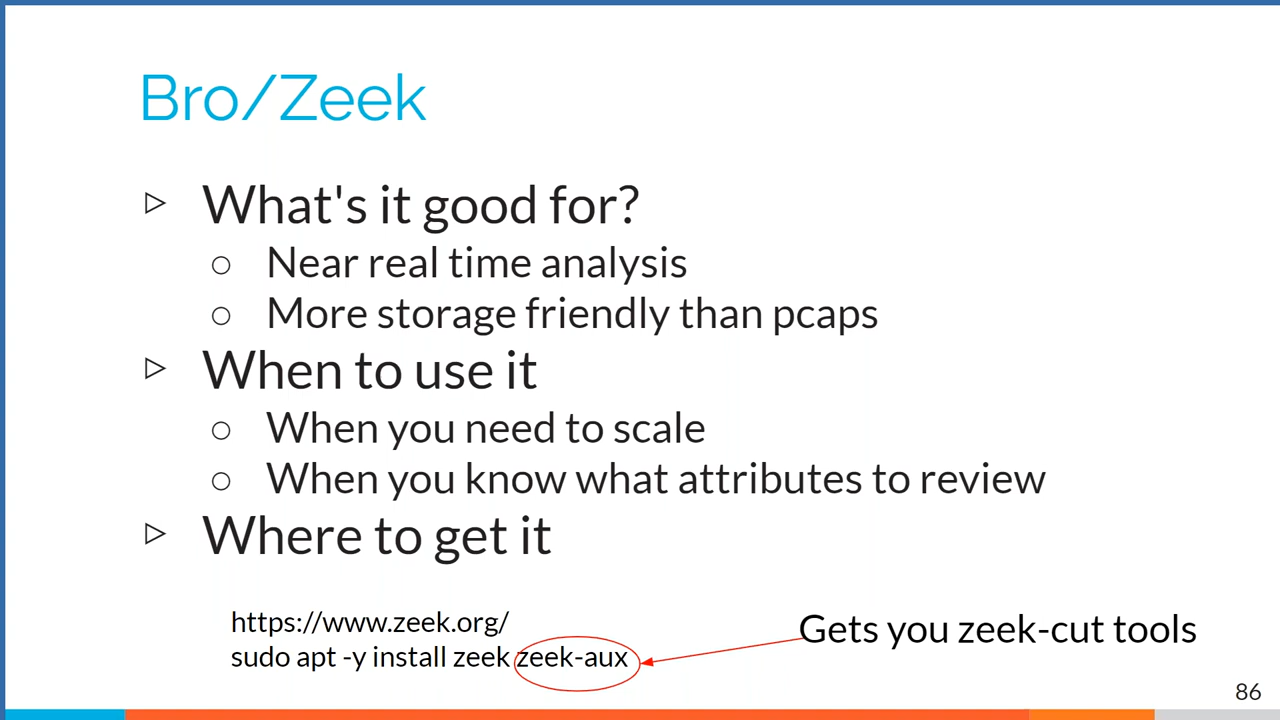 Bro/Zeek
▷ What's it good for?
○ Near real time analysis
○ More storage friendly than pcaps
▷ When to use it
○ When you need to scale
○ When you know what attributes to review
▷ Where to get it
https://www.zeek.org/
sudo apt -y install zeek zeek-aux
Gets you zeek-cut tools
86